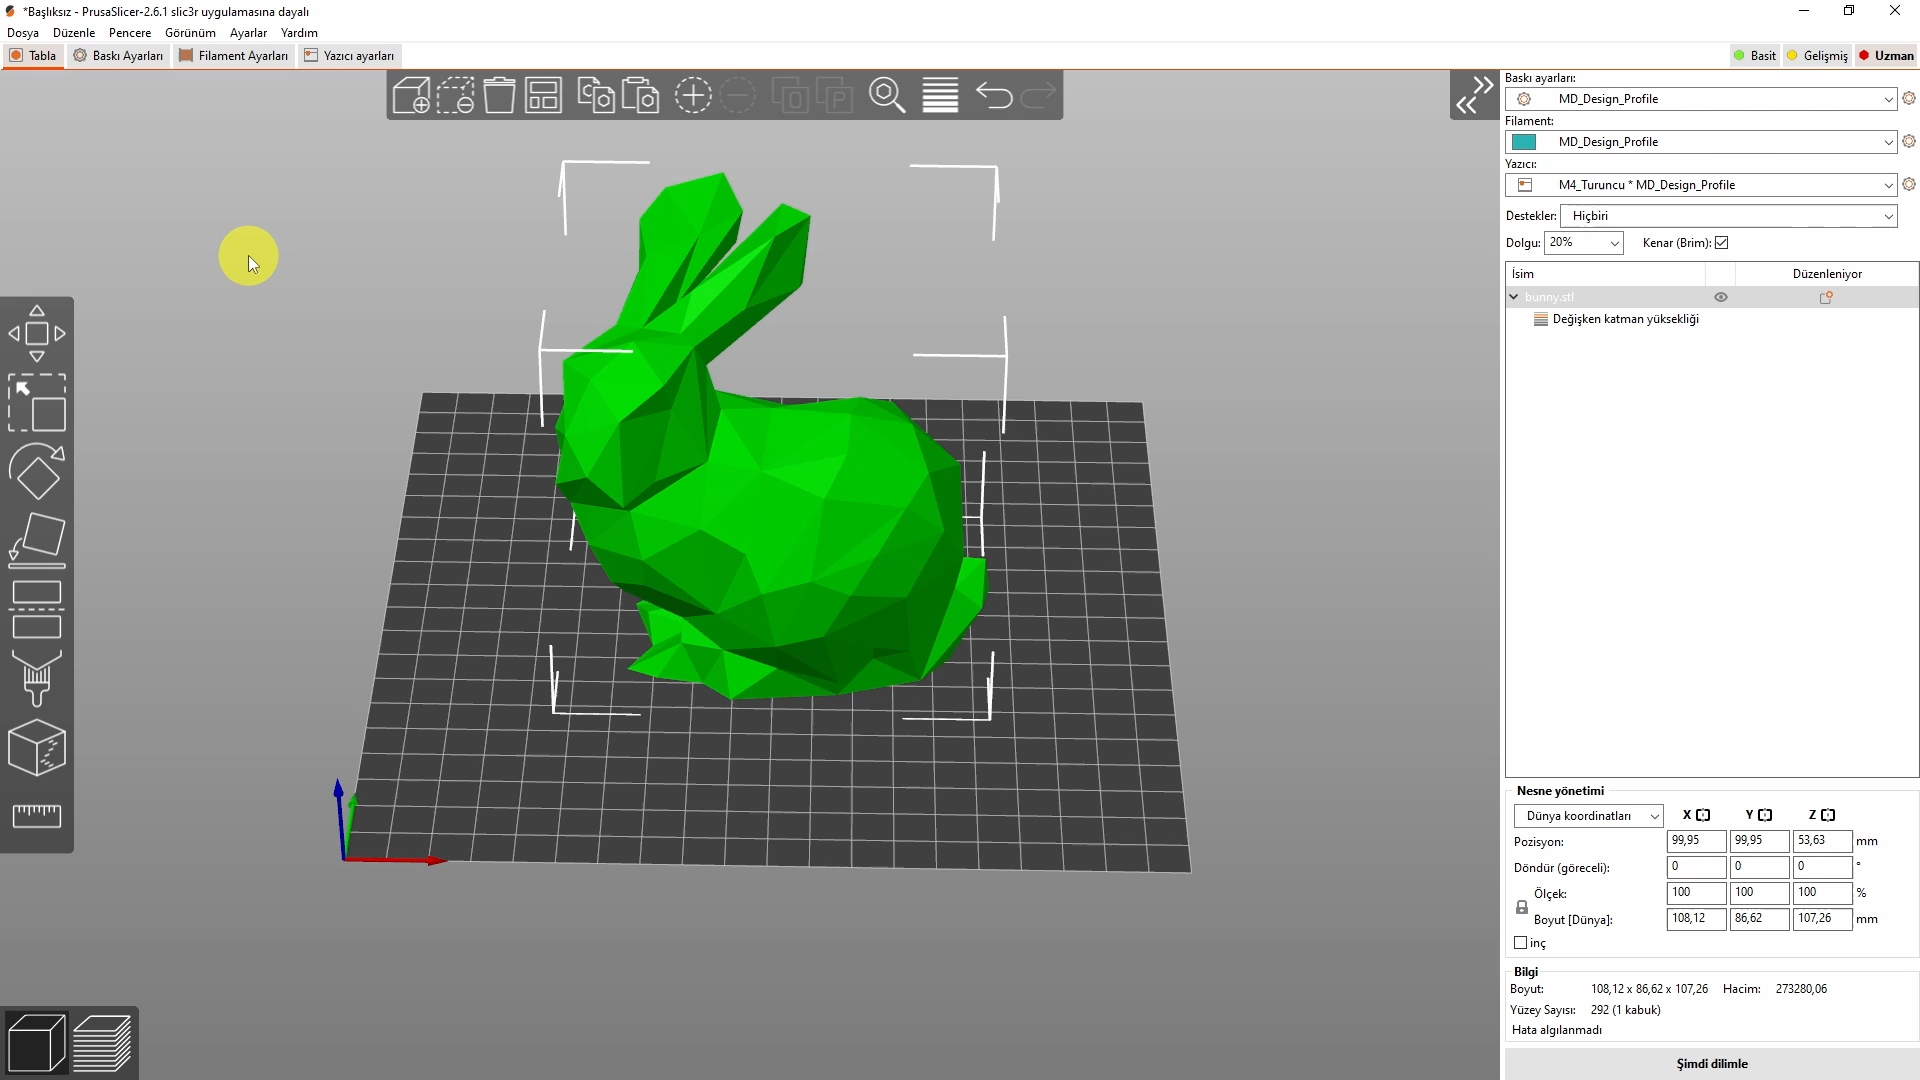 *Başlıksız - PrusaSlicer-2.6.1 slic3r uygulamasına dayalı
Dosya Düzenle Pencere Görünüm Ayarlar Yardım
Tabla Baskı Ayarları Filament Ayarları Yazıcı ayarları Basit Gelişmiş Uzman
Baskı ayarları:
MD_Design_Profile
Filament:
MD_Design_Profile
Yazıcı:
M4_Turuncu * MD_Design_Profile
Destekler: Hiçbiri
Dolgu: 20% Kenar (Brim):
İsim Düzenleniyor
bunny.stl
Değişken katman yüksekliği
Nesne yönetimi
Dünya koordinatları X Y Z
Pozisyon: 99,95 99,95 53,63 mm
Döndür (göreceli): 0 0 0 °
Ölçek: 100 100 100 %
Boyut [Dünya]: 108,12 86,62 107,26 mm
inç
Bilgi
Boyut: 108,12 x 86,62 x 107,26 Hacim: 273280,06
Yüzey Sayısı: 292 (1 kabuk)
Hata algılanmadı
Şimdi dilimle